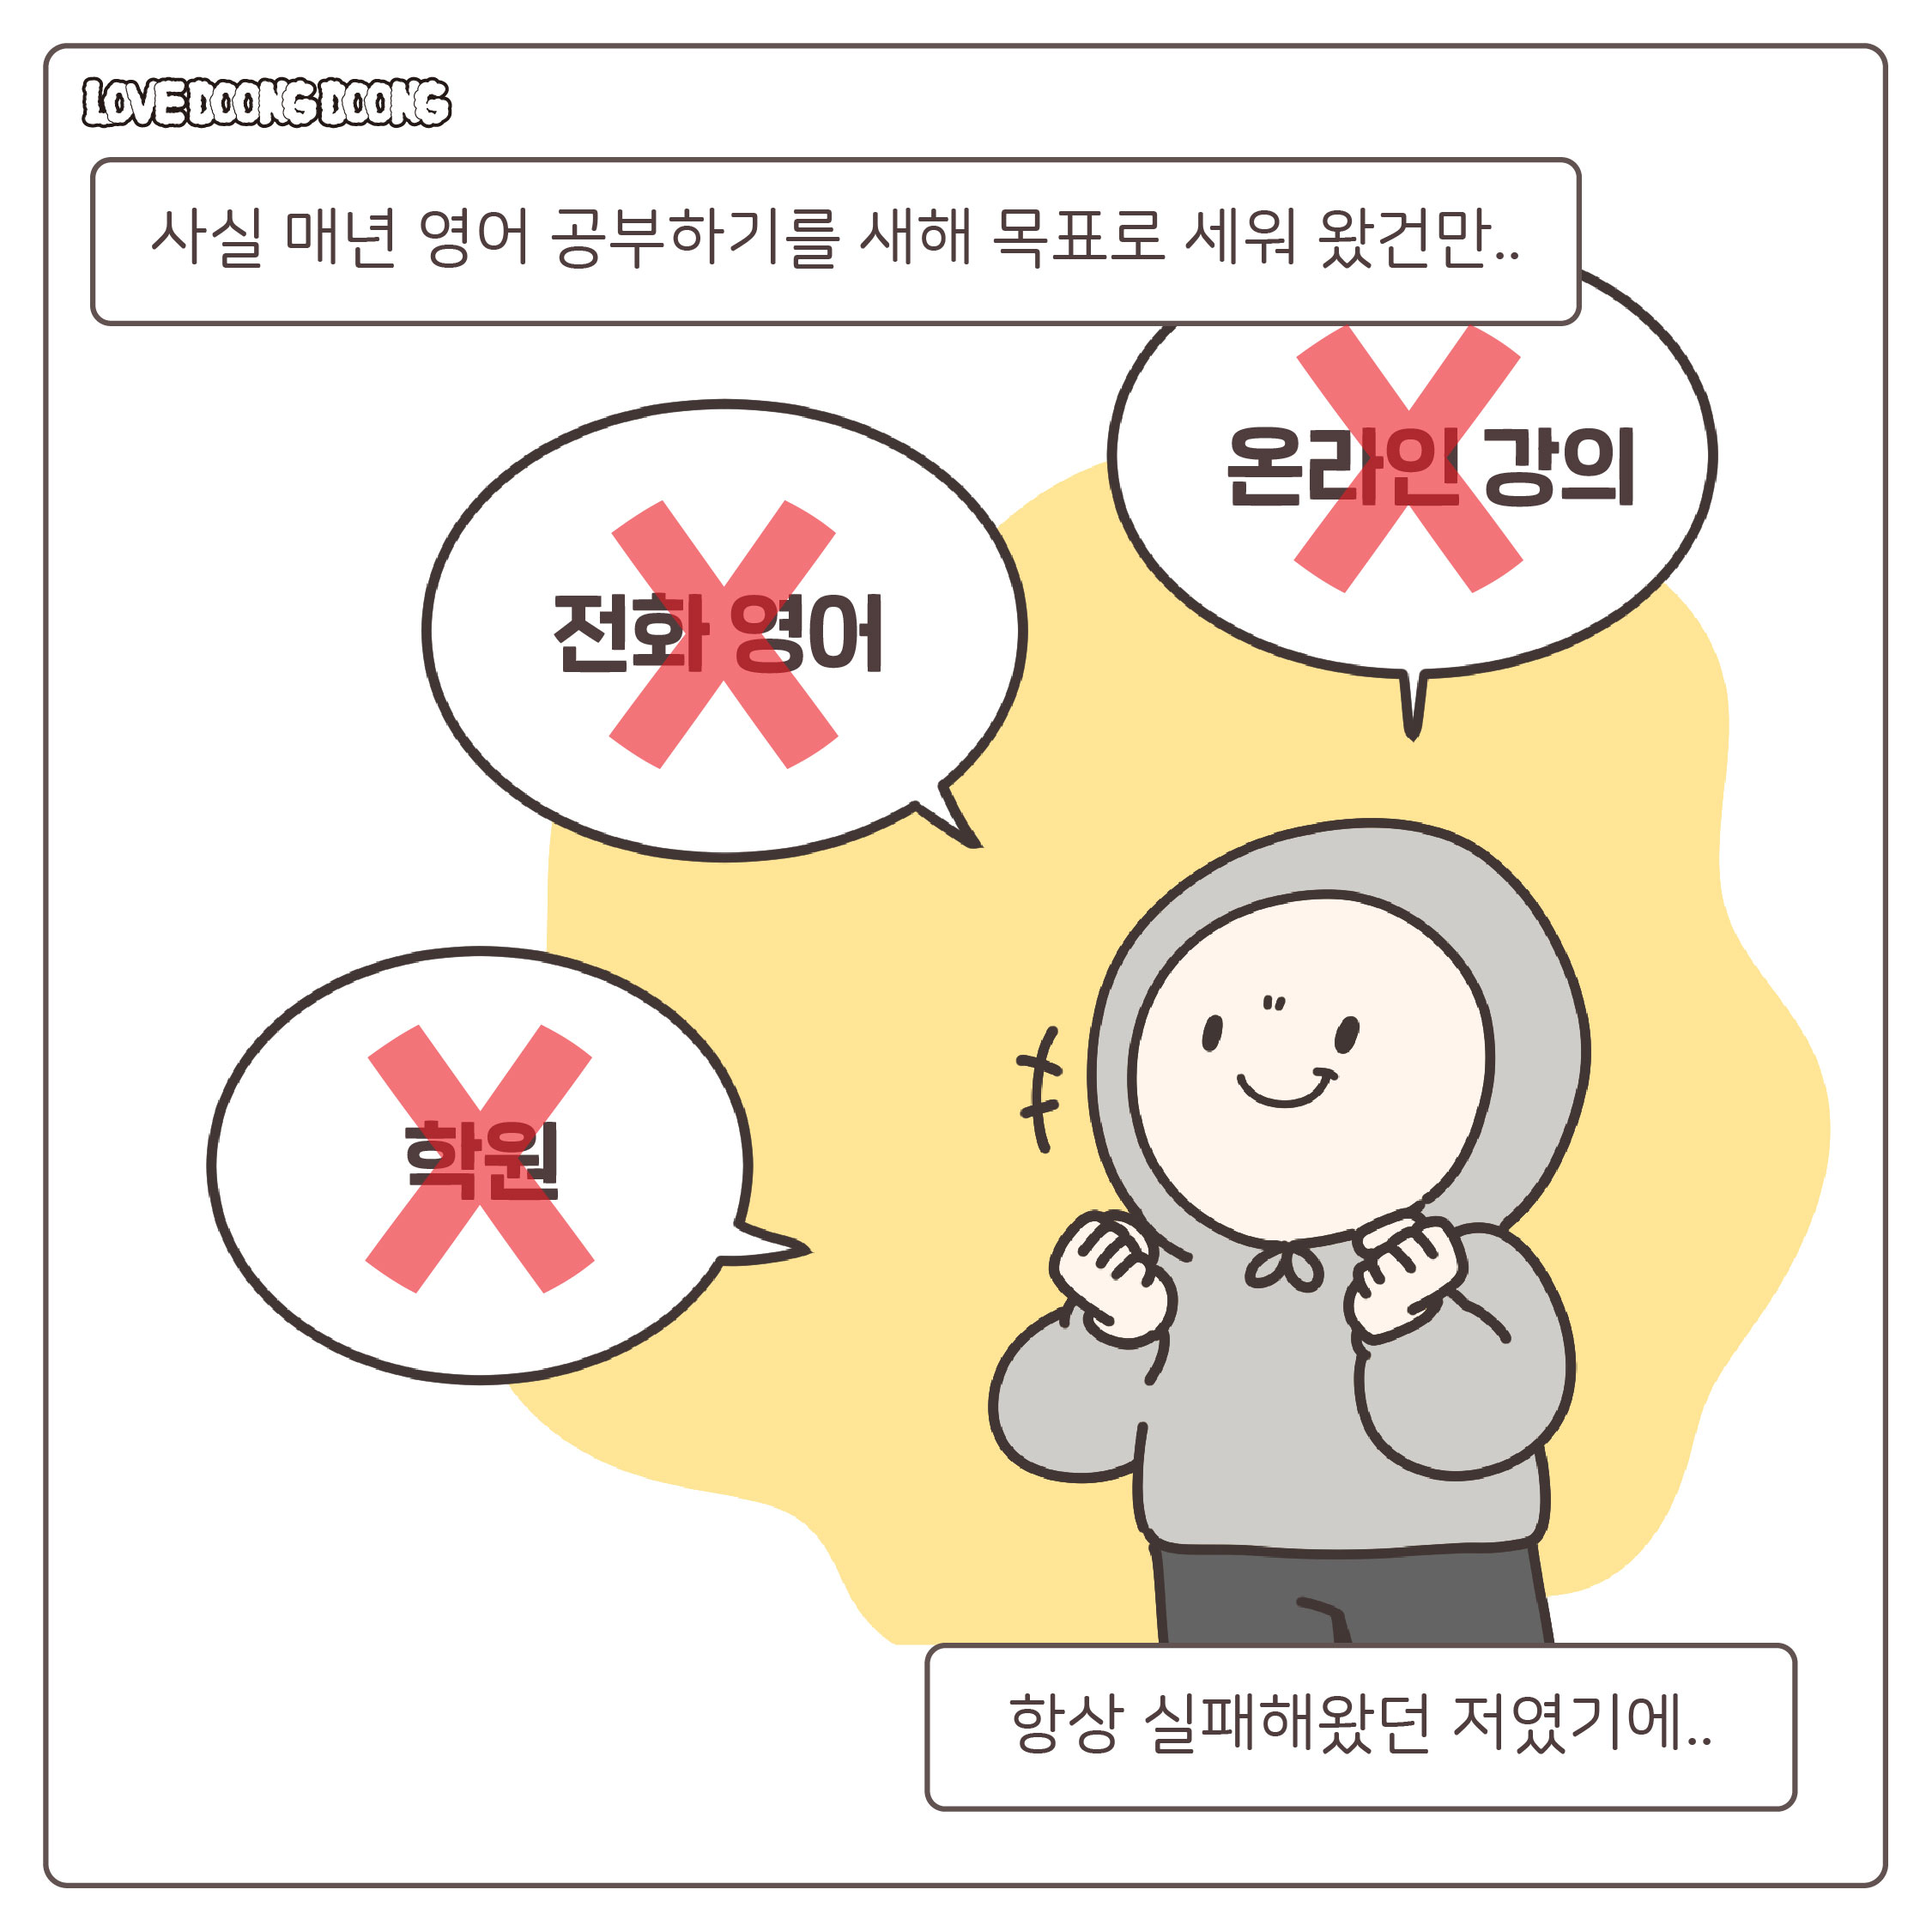 LOVE DOONG DOONG
사실 매년 영어 공부하기를 새해 목표로 세워 왔건만..
온라인 강의
전화 영어
학원
항상 실패해왔던 저였기에..